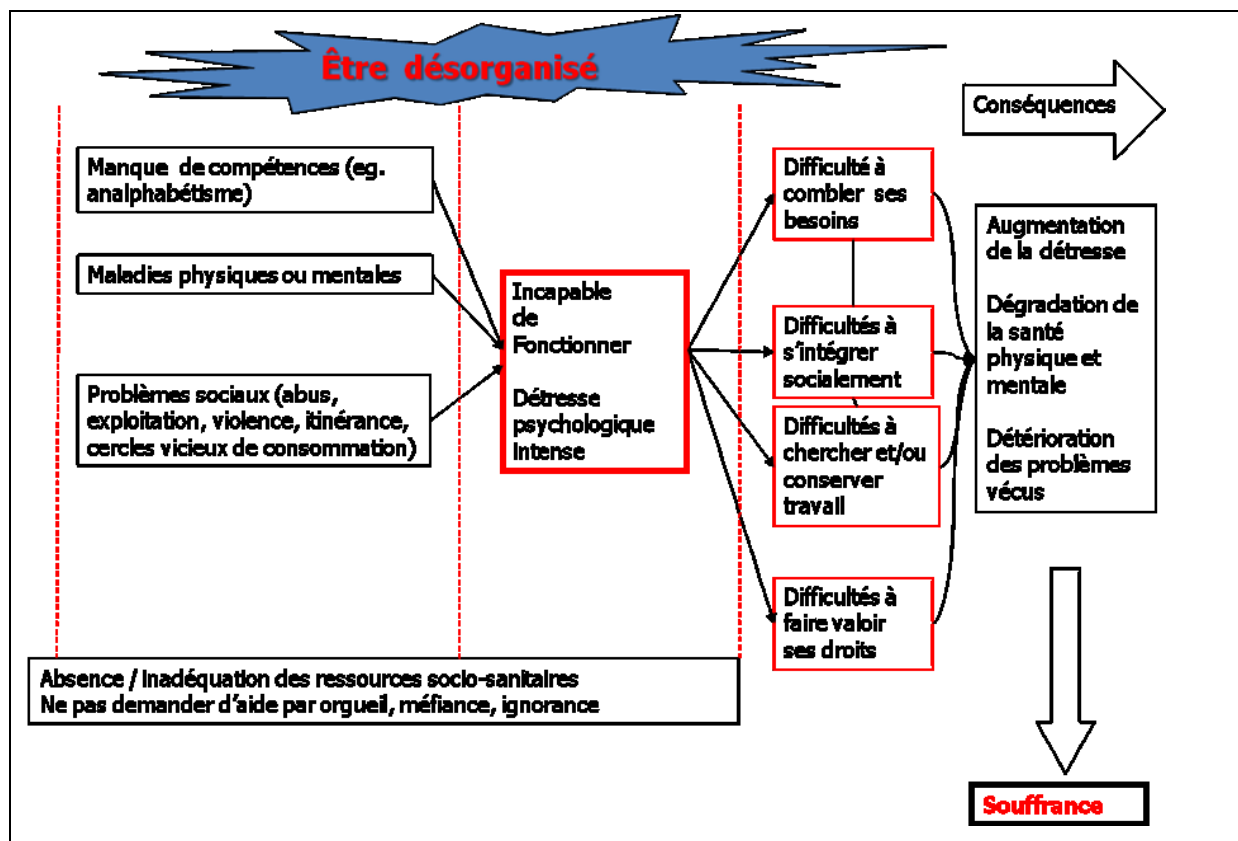 Être désorganisé
Conséquences
Manque de compétences (eg.
analphabétisme)
Maladies physiques ou mentales
Problèmes sociaux (abus,
exploitation, violence, itinérance,
cercles vicieux de consommation)
Incapable
de
Fonctionner
Détresse
psychologique
intense
Difficulté à
combler ses
besoins
Difficultés à
s'intégrer
socialement
Difficultés à
chercher et/ou
conserver
travail
Difficultés à
faire valoir
ses droits
Augmentation
de la détresse
Dégradation de
la santé
physique et
mentale
Détérioration
des problèmes
vécus
Absence / Inadéquation des ressources socio-sanitaires
Ne pas demander d'aide par orgueil, méfiance, ignorance
Souffrance